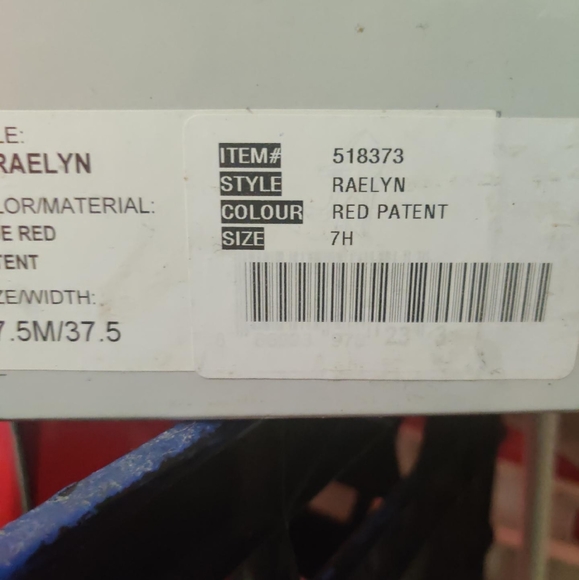 LE:
RAELYN
LOR/MATERIAL:
E RED
TENT
ZE/WIDTH:
7.5M/37.5
ITEM# 518373
STYLE RAELYN
COLOUR RED PATENT
SIZE 7H